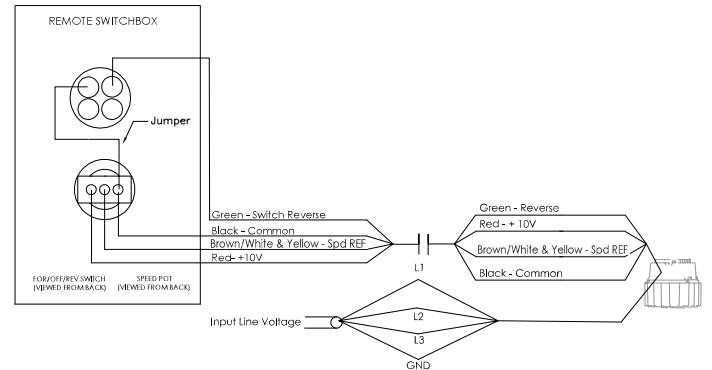 REMOTE SWITCHBOX
Jumper
FOR/OFF/REV SWITCH
(VIEWED FROM BACK)
SPEED POT
(VIEWED FROM BACK)
Green - Switch Reverse
Black - Common
Brown/White & Yellow - Spd REF
Red- +10V
Green - Reverse
Red - + 10V
Brown/White & Yellow - Spd REF
Black - Common
L1
Input Line Voltage
L2
L3
GND